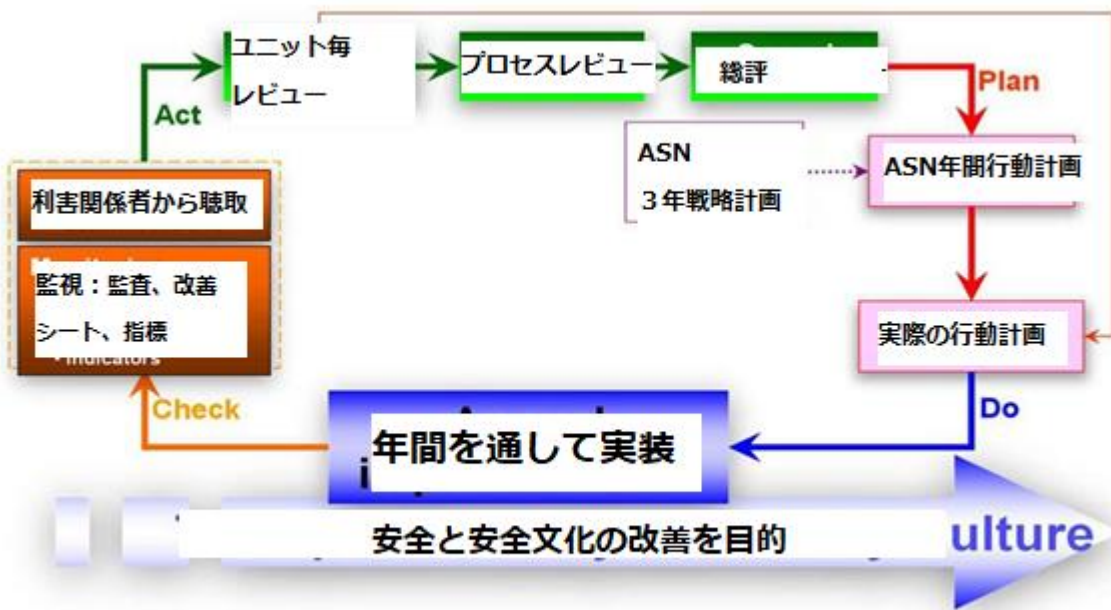 ユニット毎
レビュー
プロセスレビュー
総評
Plan
Act
ASN
３年戦略計画
ASN年間行動計画
利害関係者から聴取
監視：監査、改善
シート、指標
・Indicators
実際の行動計画
Check
Do
年間を通して実装
安全と安全文化の改善を目的
ulture